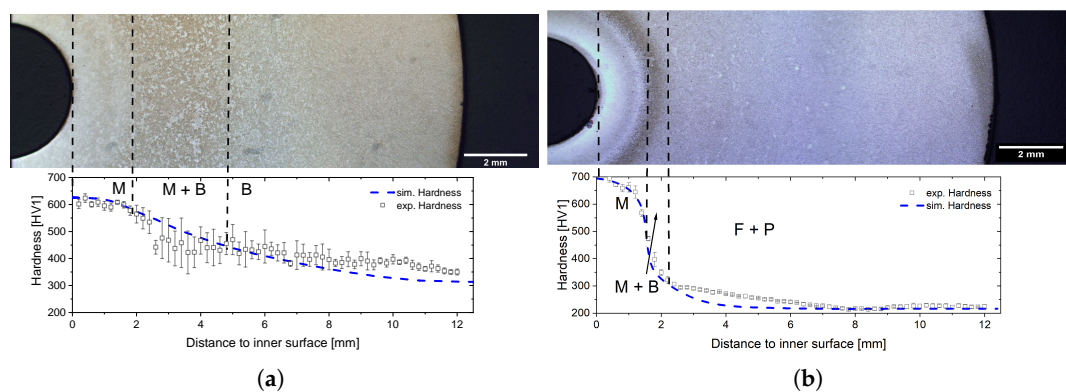 2 mm
2 mm
700
600
500
400
300
200
Hardness [HV1]
M
M + B
B
sim. Hardness
exp. Hardness
0
2
4
6
8
10
12
Distance to inner surface [mm]
700
600
500
400
300
200
Hardness [HV1]
M
M + B
F + P
exp. Hardness
sim. Hardness
0
2
4
6
8
10
12
Distance to inner surface [mm]
(a)
(b)